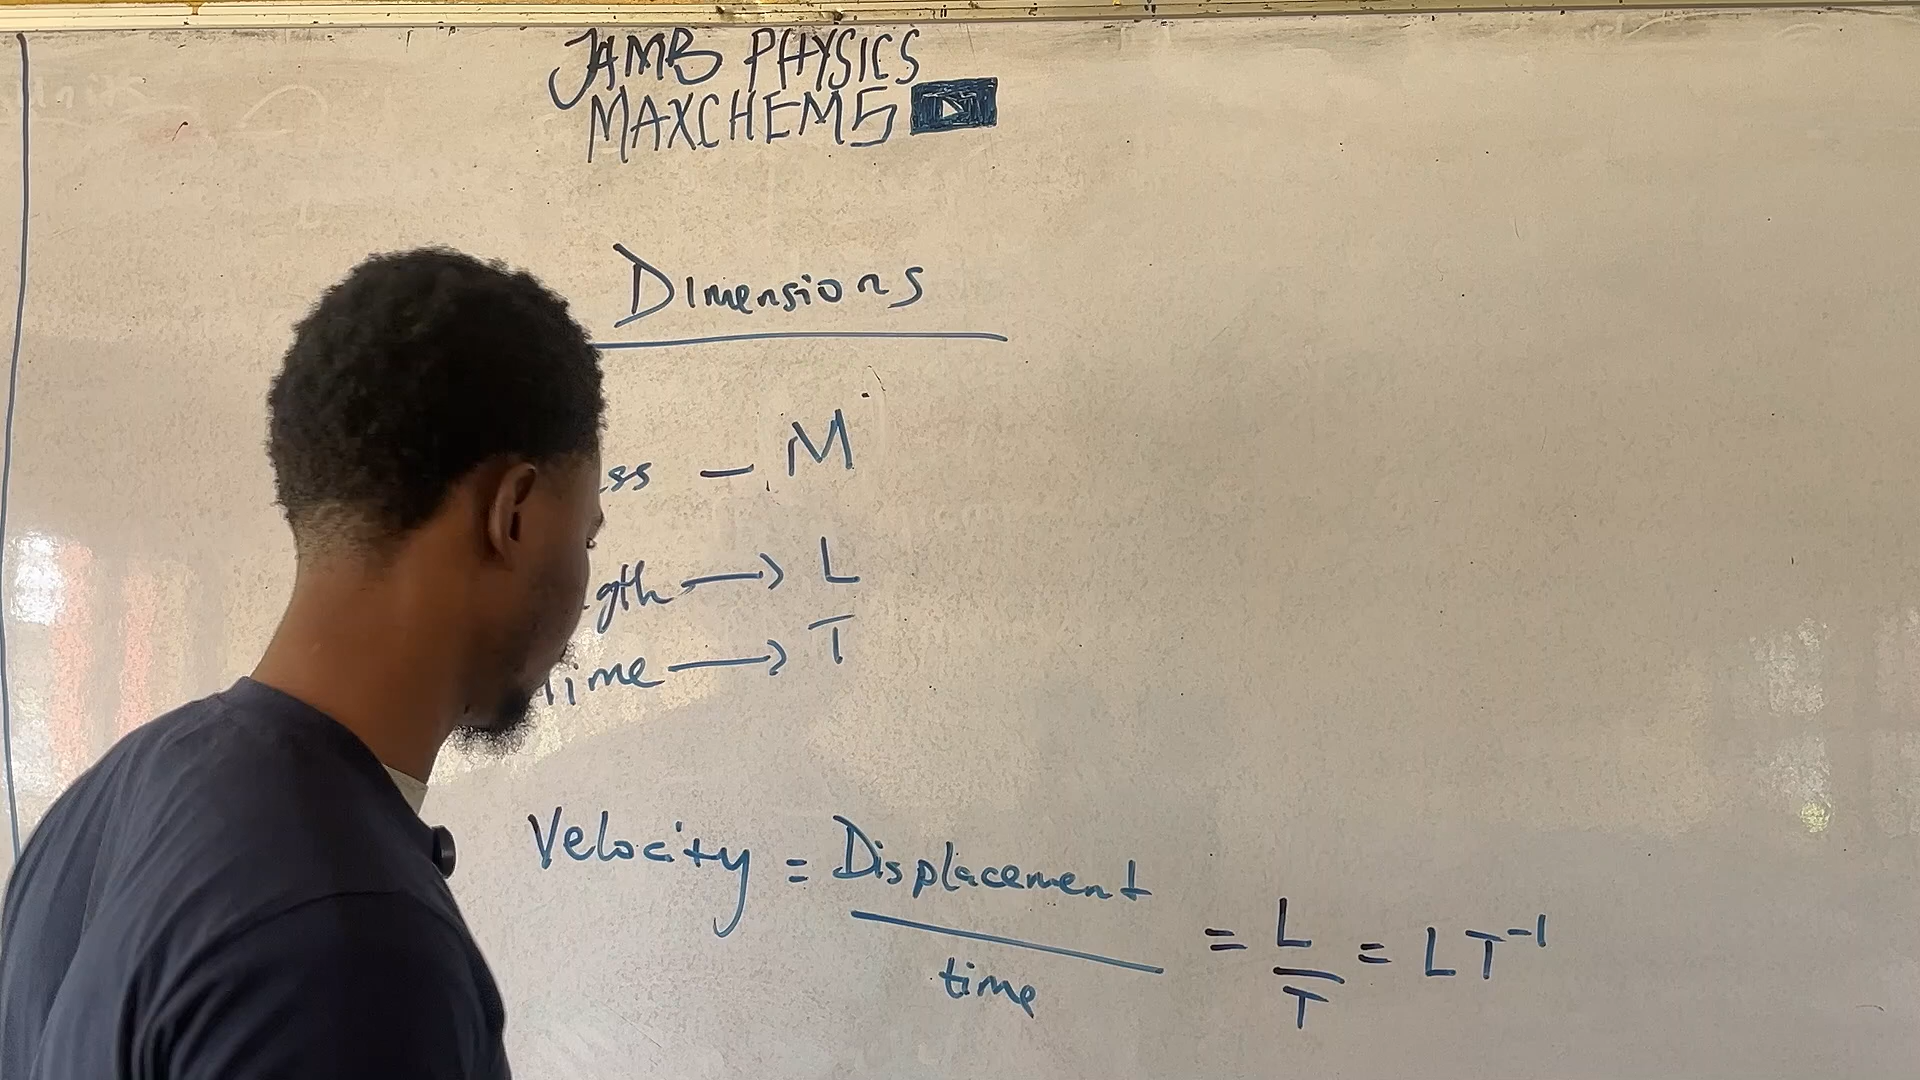 JAMB PHYSICS
MAXCHEM5
Dimensions
ss — M
gth → L
Time → T
Velocity = Displacement / time = L / T = LT⁻¹